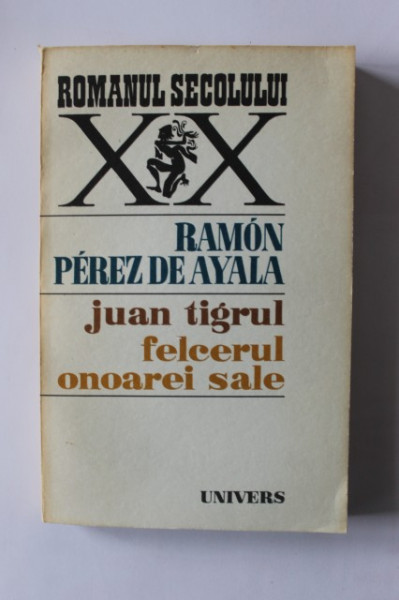 ROMANUL SECOLULUI
XX
RAMÓN
PÉREZ DE AYALA
juan tigrul
felcerul
onoarei sale
UNIVERS